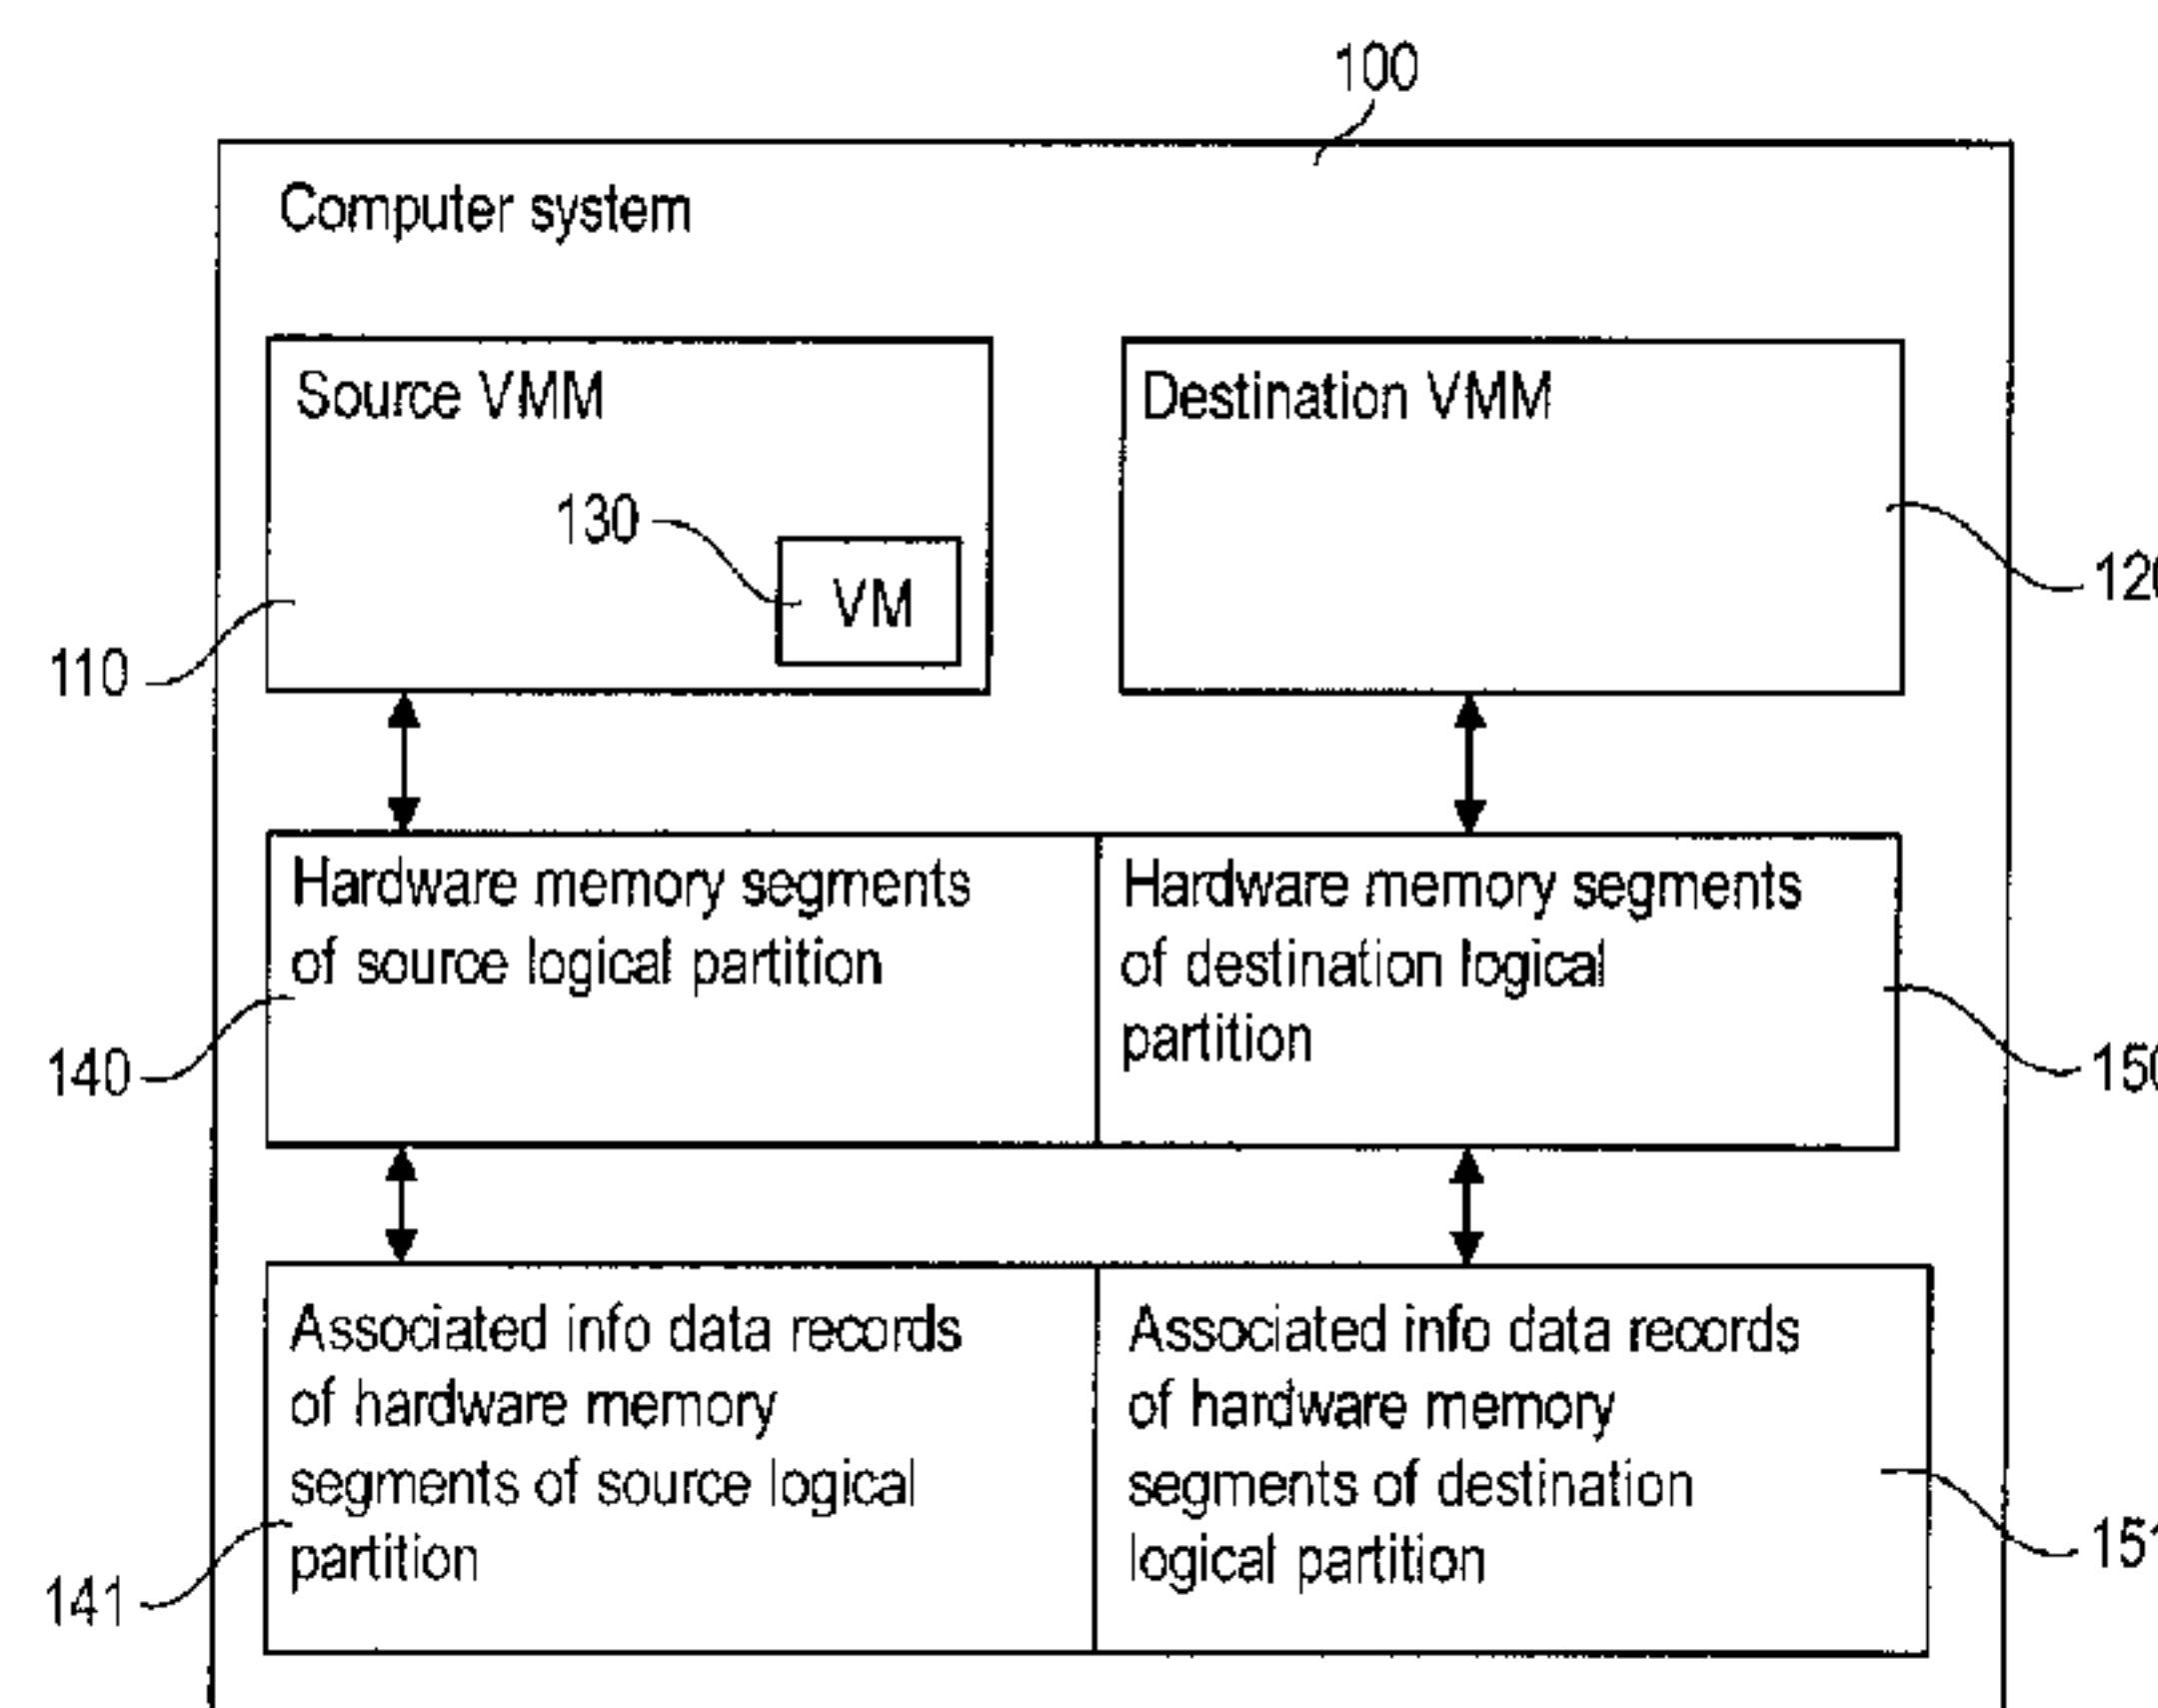 100
Computer system
Source VMM
Destination VMM
130
VM
110
Hardware memory segments
of source logical partition
Hardware memory segments
of destination logical
partition
140
Associated info data records
of hardware memory
segments of source logical
partition
Associated info data records
of hardware memory
segments of destination
logical partition
141